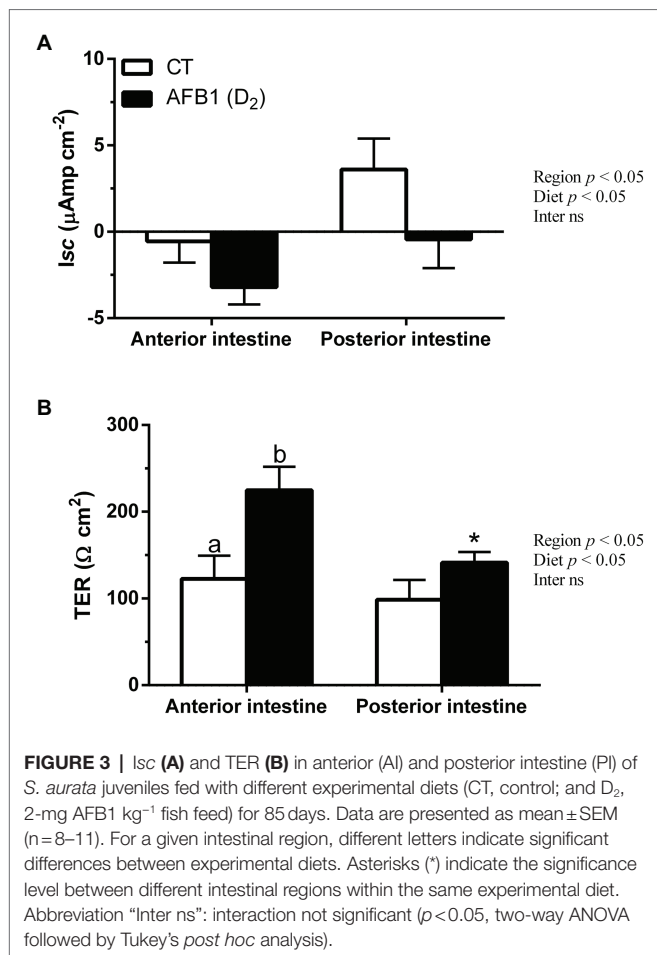 A
10
5
0
-5
Isc (µAmp cm⁻²)
CT
AFB1 (D₂)
Anterior intestine
Posterior intestine
Region p < 0.05
Diet p < 0.05
Inter ns
B
300
200
100
0
TER (Ω cm²)
a
b
*
Anterior intestine
Posterior intestine
Region p < 0.05
Diet p < 0.05
Inter ns
FIGURE 3 | Isc (A) and TER (B) in anterior (AI) and posterior intestine (PI) of
S. aurata juveniles fed with different experimental diets (CT, control; and D₂,
2-mg AFB1 kg⁻¹ fish feed) for 85 days. Data are presented as mean ± SEM
(n = 8–11). For a given intestinal region, different letters indicate significant
differences between experimental diets. Asterisks (*) indicate the significance
level between different intestinal regions within the same experimental diet.
Abbreviation “Inter ns”: interaction not significant (p < 0.05, two-way ANOVA
followed by Tukey’s post hoc analysis).